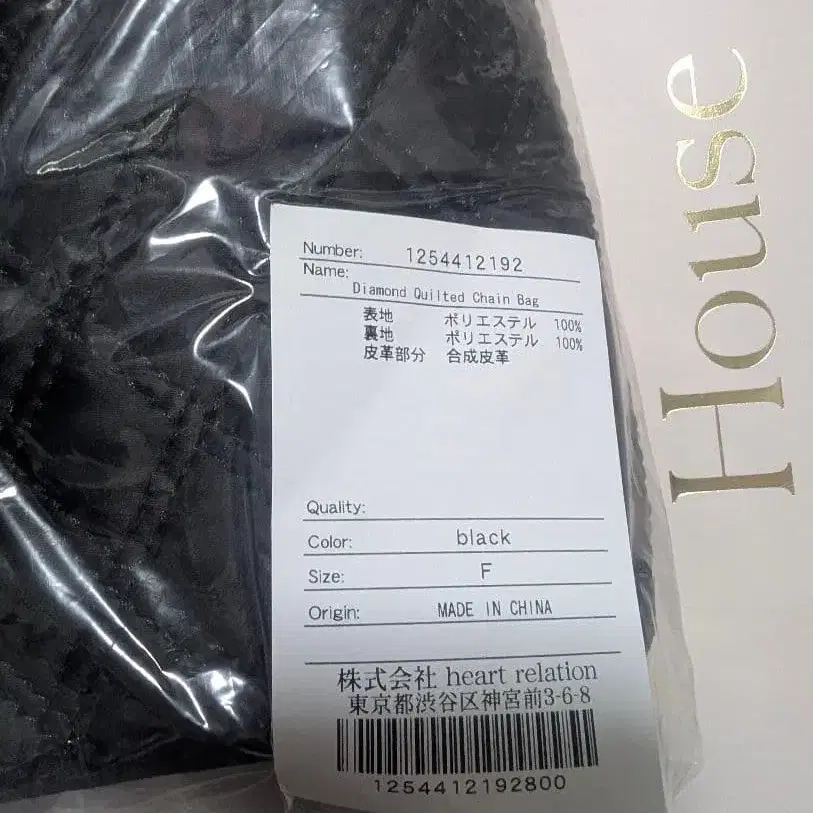 Number: 1254412192
Name:
Diamond Quilted Chain Bag
表地 ポリエステル 100%
裏地 ポリエステル 100%
皮革部分 合成皮革
Quality:
Color: black
Size: F
Origin: MADE IN CHINA
株式会社 heart relation
東京都渋谷区神宮前3-6-8
1254412192800
House